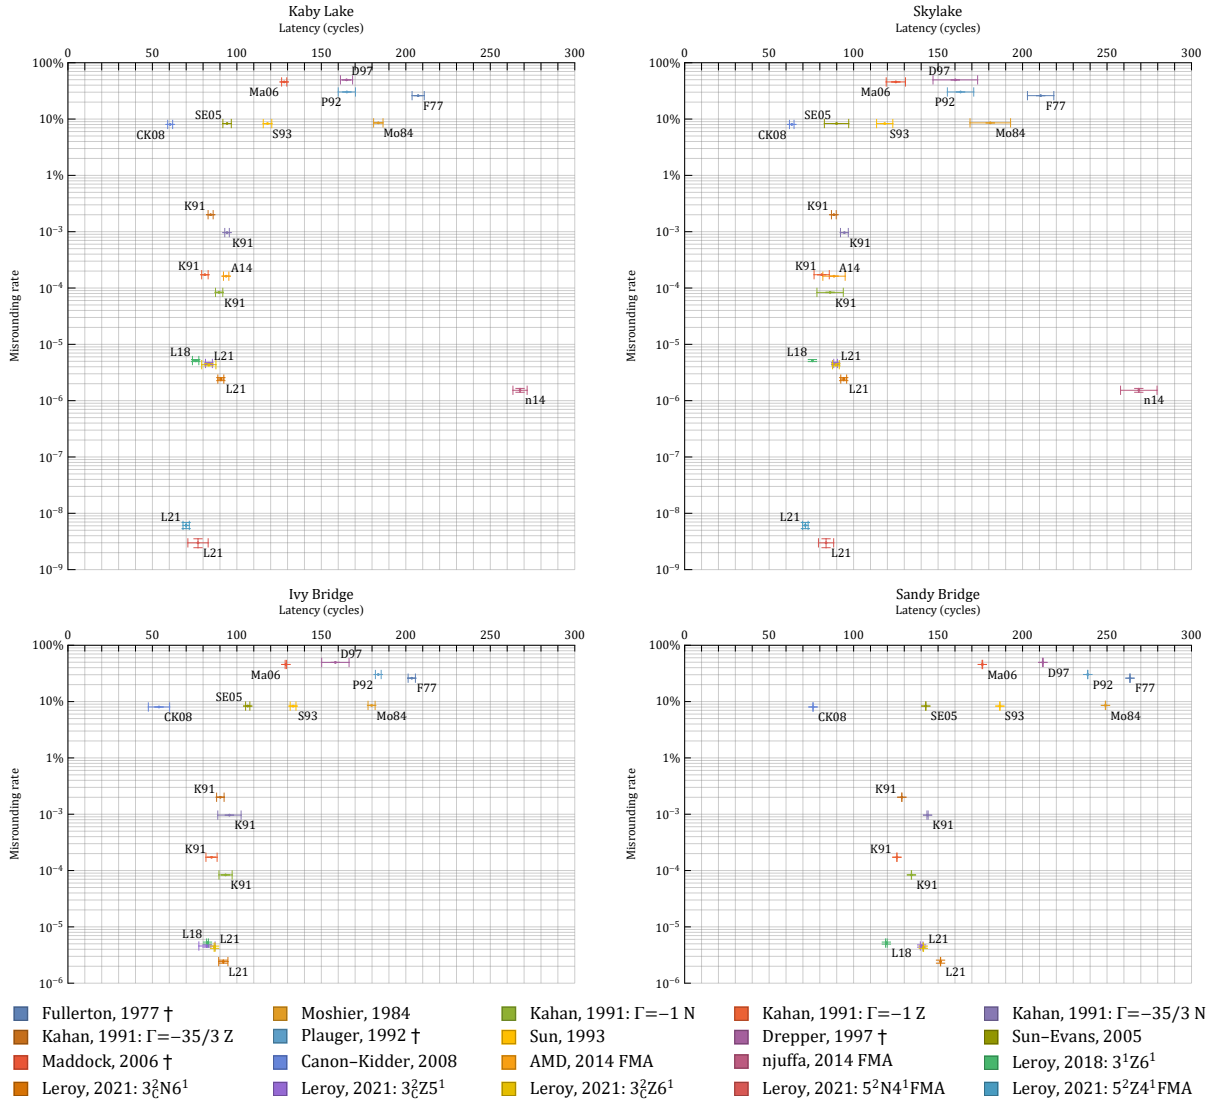 Kaby Lake
Latency (cycles)
0 50 100 150 200 250 300
100%
10%
1%
10⁻³
10⁻⁴
10⁻⁵
10⁻⁶
10⁻⁷
10⁻⁸
10⁻⁹
Misrounding rate
D97
Ma06
P92
F77
SE05
CK08
S93
Mo84
K91
K91
K91
A14
K91
L18
L21
L21
n14
L21
L21
Skylake
Latency (cycles)
0 50 100 150 200 250 300
100%
10%
1%
10⁻³
10⁻⁴
10⁻⁵
10⁻⁶
10⁻⁷
10⁻⁸
10⁻⁹
Misrounding rate
D97
Ma06
P92
F77
SE05
CK08
S93
Mo84
K91
K91
K91
A14
K91
L18
L21
L21
n14
L21
L21
Ivy Bridge
Latency (cycles)
0 50 100 150 200 250 300
100%
10%
1%
10⁻³
10⁻⁴
10⁻⁵
10⁻⁶
Misrounding rate
D97
Ma06
P92
F77
SE05
CK08
S93
Mo84
K91
K91
K91
K91
L18
L21
L21
Sandy Bridge
Latency (cycles)
0 50 100 150 200 250 300
100%
10%
1%
10⁻³
10⁻⁴
10⁻⁵
10⁻⁶
Misrounding rate
Ma06
D97
P92
F77
CK08
SE05
S93
Mo84
K91
K91
K91
K91
L18
L21
L21
Fullerton, 1977 † Moshier, 1984 Kahan, 1991: Γ=−1 N Kahan, 1991: Γ=−1 Z Kahan, 1991: Γ=−35/3 N
Kahan, 1991: Γ=−35/3 Z Plauger, 1992 † Sun, 1993 Drepper, 1997 † Sun–Evans, 2005
Maddock, 2006 † Canon–Kidder, 2008 AMD, 2014 FMA njuffa, 2014 FMA Leroy, 2018: 3¹Z6¹
Leroy, 2021: 3²_CN6¹ Leroy, 2021: 3²_CZ5¹ Leroy, 2021: 3²_CZ6¹ Leroy, 2021: 5²N4¹FMA Leroy, 2021: 5²Z4¹FMA